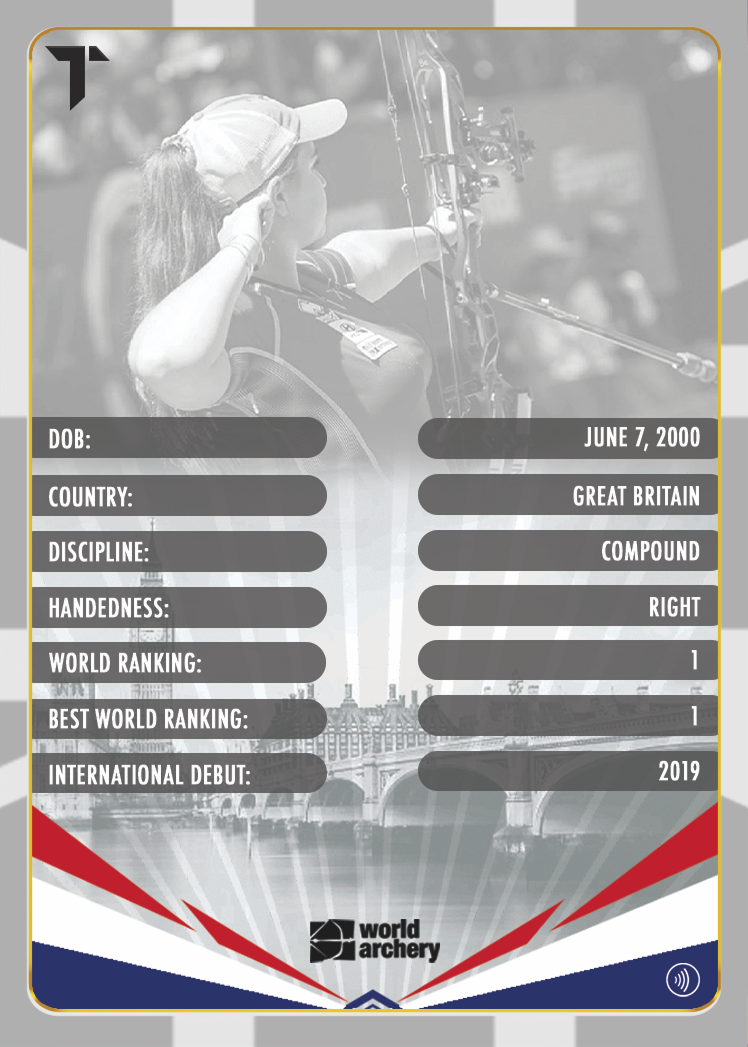 DOB: JUNE 7, 2000
COUNTRY: GREAT BRITAIN
DISCIPLINE: COMPOUND
HANDEDNESS: RIGHT
WORLD RANKING: 1
BEST WORLD RANKING: 1
INTERNATIONAL DEBUT: 2019
world
archery